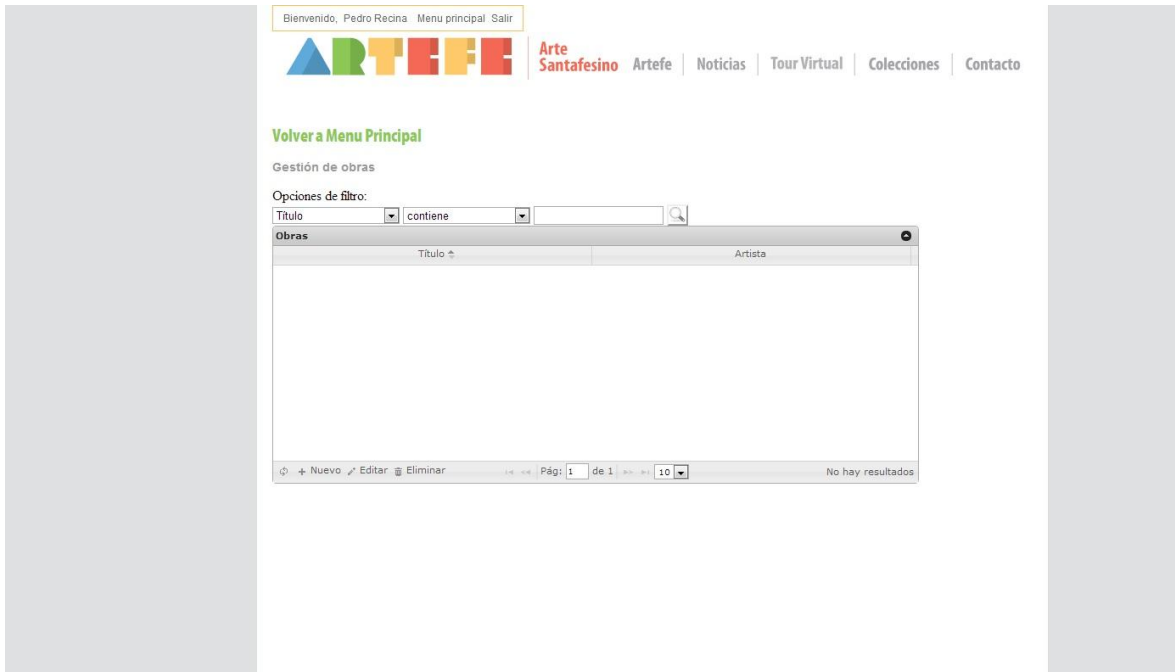 Bienvenido, Pedro Recina Menu principal Salir
ARTEFE
Arte
Santafesino Artefe Noticias Tour Virtual Colecciones Contacto
Volver a Menu Principal
Gestión de obras
Opciones de filtro:
Título contiene
Obras
Título Artista
+ Nuevo Editar Eliminar Pág: 1 de 1 10 No hay resultados